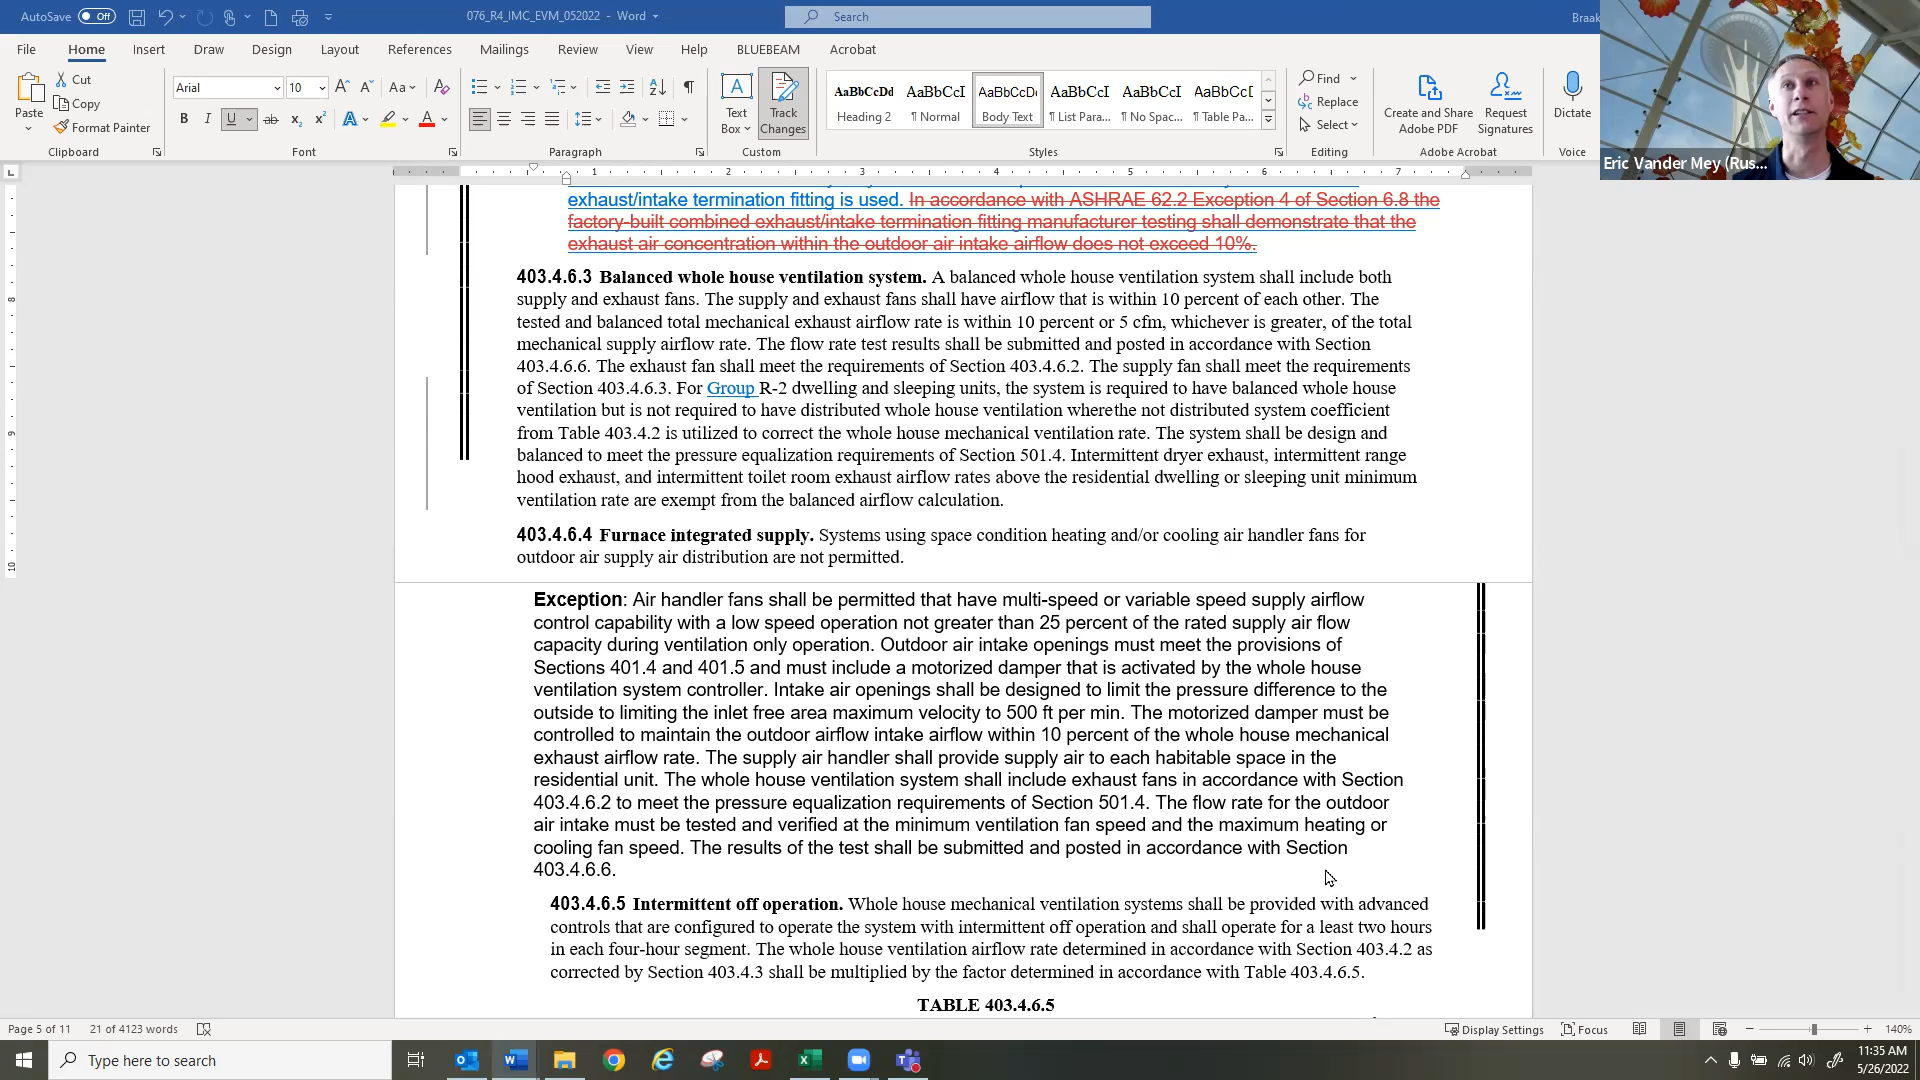 AutoSave Off
076_R4_IMC_EVM_052022 - Word
Search
Braak
File Home Insert Draw Design Layout References Mailings Review View Help BLUEBEAM Acrobat
Paste
Cut
Copy
Format Painter
Clipboard
Arial 10
Font
Paragraph
Text Box
Track Changes
Custom
AaBbCcDd AaBbCcI AaBbCcDc AaBbCcI AaBbCcI AaBbCcI
Heading 2 ¶ Normal Body Text ¶ List Para... ¶ No Spac... ¶ Table Pa...
Styles
Find
Replace
Select
Editing
Create and Share Adobe PDF
Request Signatures
Adobe Acrobat
Dictate
Voice
Eric Vander Mey (Rus...
1 2 3 4 5 6 7
8
9
10
exhaust/intake termination fitting is used. In accordance with ASHRAE 62.2 Exception 4 of Section 6.8 the
factory-built combined exhaust/intake termination fitting manufacturer testing shall demonstrate that the
exhaust air concentration within the outdoor air intake airflow does not exceed 10%.
403.4.6.3 Balanced whole house ventilation system. A balanced whole house ventilation system shall include both
supply and exhaust fans. The supply and exhaust fans shall have airflow that is within 10 percent of each other. The
tested and balanced total mechanical exhaust airflow rate is within 10 percent or 5 cfm, whichever is greater, of the total
mechanical supply airflow rate. The flow rate test results shall be submitted and posted in accordance with Section
403.4.6.6. The exhaust fan shall meet the requirements of Section 403.4.6.2. The supply fan shall meet the requirements
of Section 403.4.6.3. For Group R-2 dwelling and sleeping units, the system is required to have balanced whole house
ventilation but is not required to have distributed whole house ventilation wherethe not distributed system coefficient
from Table 403.4.2 is utilized to correct the whole house mechanical ventilation rate. The system shall be design and
balanced to meet the pressure equalization requirements of Section 501.4. Intermittent dryer exhaust, intermittent range
hood exhaust, and intermittent toilet room exhaust airflow rates above the residential dwelling or sleeping unit minimum
ventilation rate are exempt from the balanced airflow calculation.
403.4.6.4 Furnace integrated supply. Systems using space condition heating and/or cooling air handler fans for
outdoor air supply air distribution are not permitted.
Exception: Air handler fans shall be permitted that have multi-speed or variable speed supply airflow
control capability with a low speed operation not greater than 25 percent of the rated supply air flow
capacity during ventilation only operation. Outdoor air intake openings must meet the provisions of
Sections 401.4 and 401.5 and must include a motorized damper that is activated by the whole house
ventilation system controller. Intake air openings shall be designed to limit the pressure difference to the
outside to limiting the inlet free area maximum velocity to 500 ft per min. The motorized damper must be
controlled to maintain the outdoor airflow intake airflow within 10 percent of the whole house mechanical
exhaust airflow rate. The supply air handler shall provide supply air to each habitable space in the
residential unit. The whole house ventilation system shall include exhaust fans in accordance with Section
403.4.6.2 to meet the pressure equalization requirements of Section 501.4. The flow rate for the outdoor
air intake must be tested and verified at the minimum ventilation fan speed and the maximum heating or
cooling fan speed. The results of the test shall be submitted and posted in accordance with Section
403.4.6.6.
403.4.6.5 Intermittent off operation. Whole house mechanical ventilation systems shall be provided with advanced
controls that are configured to operate the system with intermittent off operation and shall operate for a least two hours
in each four-hour segment. The whole house ventilation airflow rate determined in accordance with Section 403.4.2 as
corrected by Section 403.4.3 shall be multiplied by the factor determined in accordance with Table 403.4.6.5.
TABLE 403.4.6.5
Page 5 of 11 21 of 4123 words
Display Settings Focus 140%
Type here to search
11:35 AM
5/26/2022